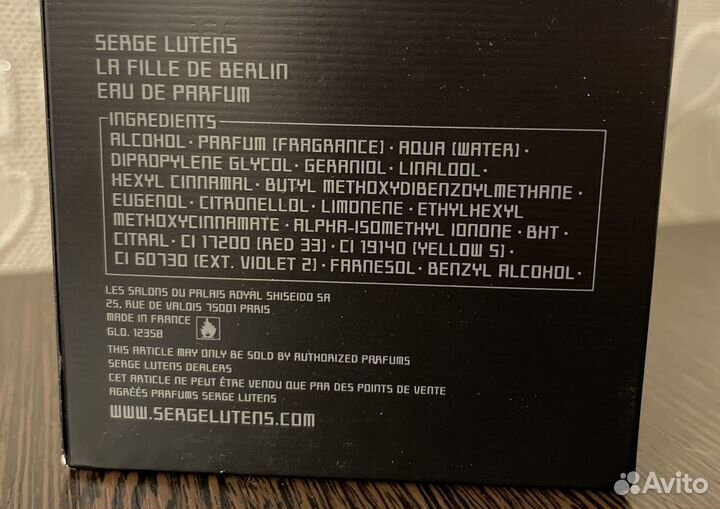 SERGE LUTENS
LA FILLE DE BERLIN
EAU DE PARFUM
INGREDIENTS
ALCOHOL · PARFUM [FRAGRANCE] · AQUA [WATER] ·
DIPROPYLENE GLYCOL · GERANIOL · LINALOOL ·
HEXYL CINNAMAL · BUTYL METHOXYDIBENZOYLMETHANE ·
EUGENOL · CITRONELLOL · LIMONENE · ETHYLHEXYL
METHOXYCINNAMATE · ALPHA-ISOMETHYL IONONE · BHT ·
CITRAL · CI 17200 [RED 33] · CI 19140 [YELLOW 5] ·
CI 60730 [EXT. VIOLET 2] · FARNESOL · BENZYL ALCOHOL ·
LES SALONS DU PALAIS ROYAL SHISEIDO SA
25, RUE DE VALOIS 75001 PARIS
MADE IN FRANCE
GLO. 12358
THIS ARTICLE MAY ONLY BE SOLD BY AUTHORIZED PARFUMS
SERGE LUTENS DEALERS
CET ARTICLE NE PEUT ÊTRE VENDU QUE PAR DES POINTS DE VENTE
AGRÉÉS PARFUMS SERGE LUTENS
WWW.SERGELUTENS.COM
Avito